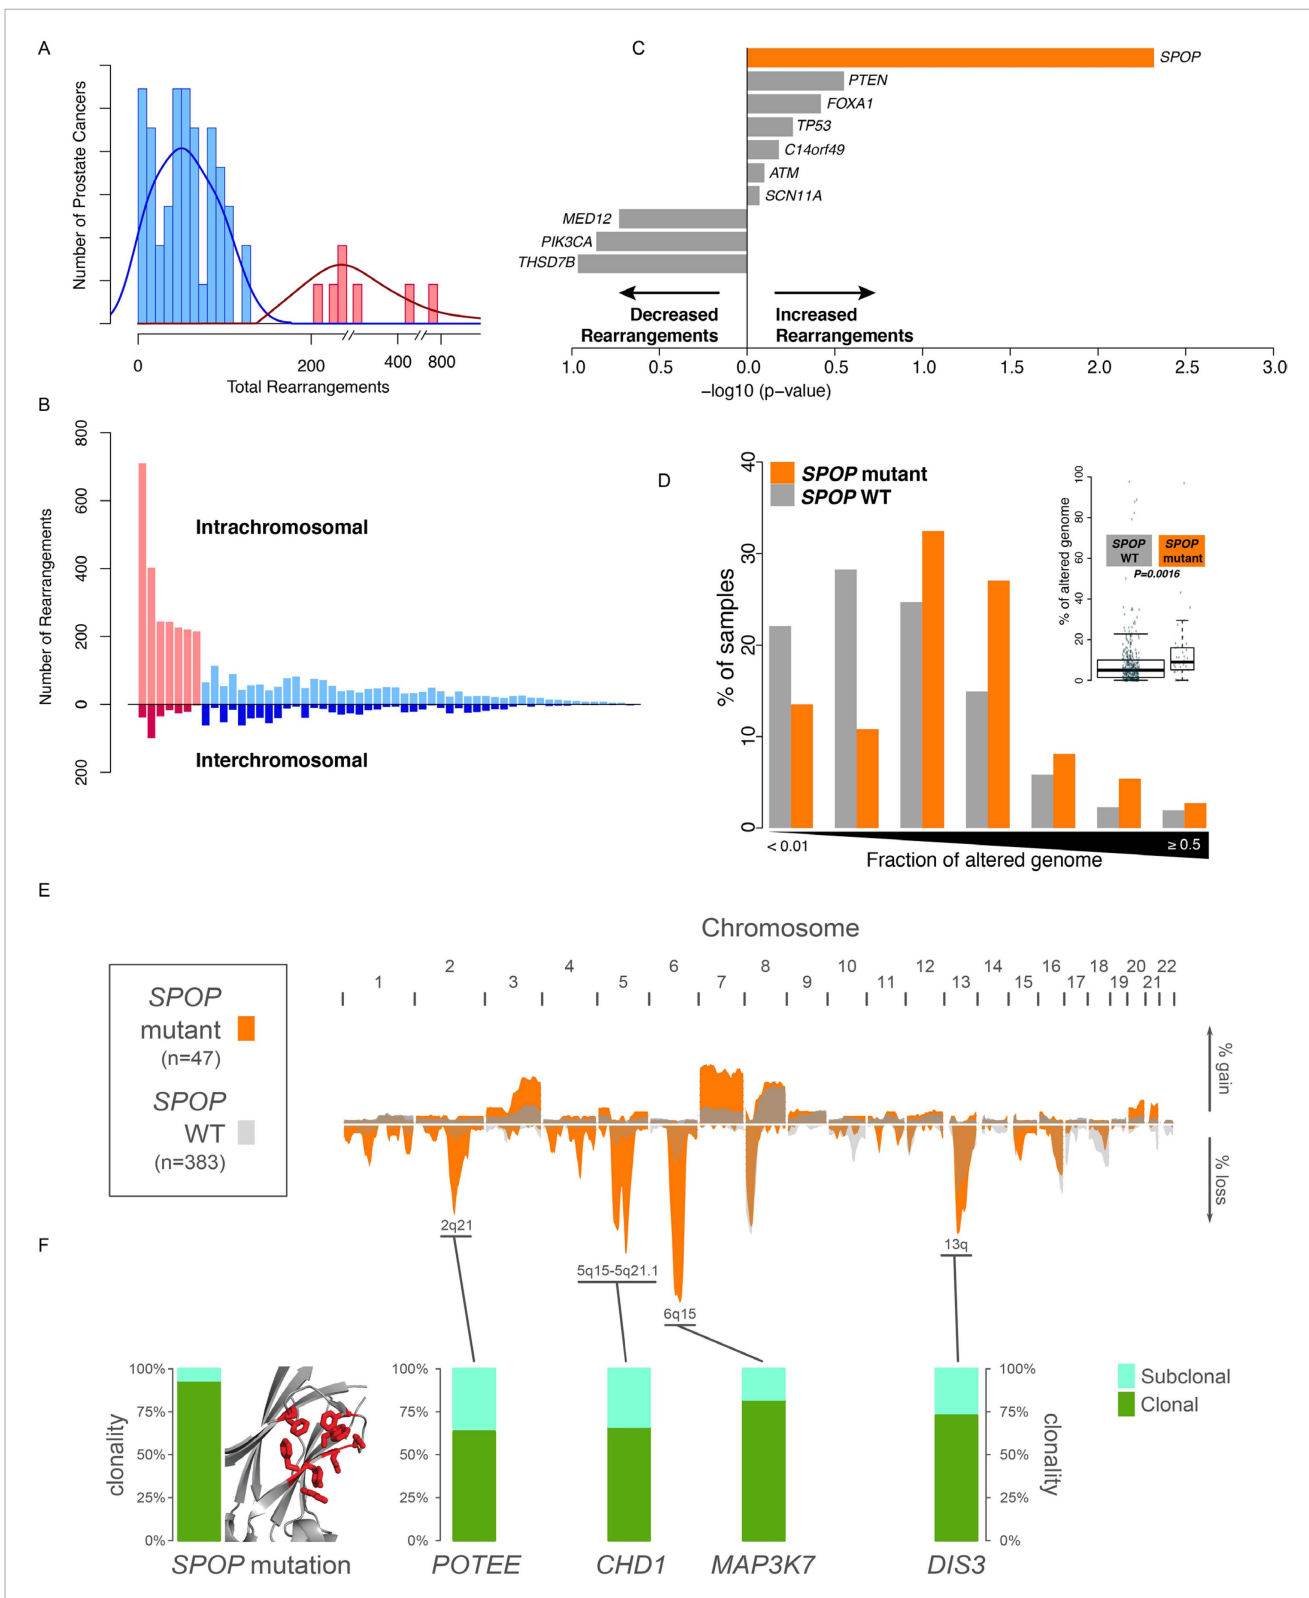 A
Number of Prostate Cancers
0
200
400
800
Total Rearrangements
C
SPOP
PTEN
FOXA1
TP53
C14orf49
ATM
SCN11A
MED12
PIK3CA
THSD7B
Decreased
Rearrangements
Increased
Rearrangements
1.0
0.5
0.0
0.5
1.0
1.5
2.0
2.5
3.0
−log10 (p−value)
B
Number of Rearrangements
800
600
400
200
0
200
Intrachromosomal
Interchromosomal
D
% of samples
40
30
20
10
0
SPOP mutant
SPOP WT
< 0.01
≥ 0.5
Fraction of altered genome
% of altered genome
100
80
60
40
20
0
SPOP
WT
SPOP
mutant
P=0.0016
E
Chromosome
1
2
3
4
5
6
7
8
9
10
11
12
13
14
15
16
17
18
19
20
21
22
SPOP
mutant
(n=47)
SPOP
WT
(n=383)
% gain
% loss
2q21
5q15-5q21.1
6q15
13q
F
clonality
100%
75%
50%
25%
0%
SPOP mutation
100%
75%
50%
25%
0%
POTEE
CHD1
MAP3K7
DIS3
100%
75%
50%
25%
0%
clonality
Subclonal
Clonal